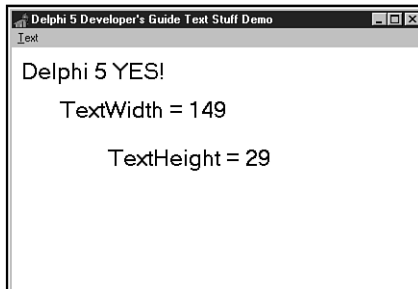 Delphi 5 Developer's Guide Text Stuff Demo
Text
Delphi 5 YES!
TextWidth = 149
TextHeight = 29